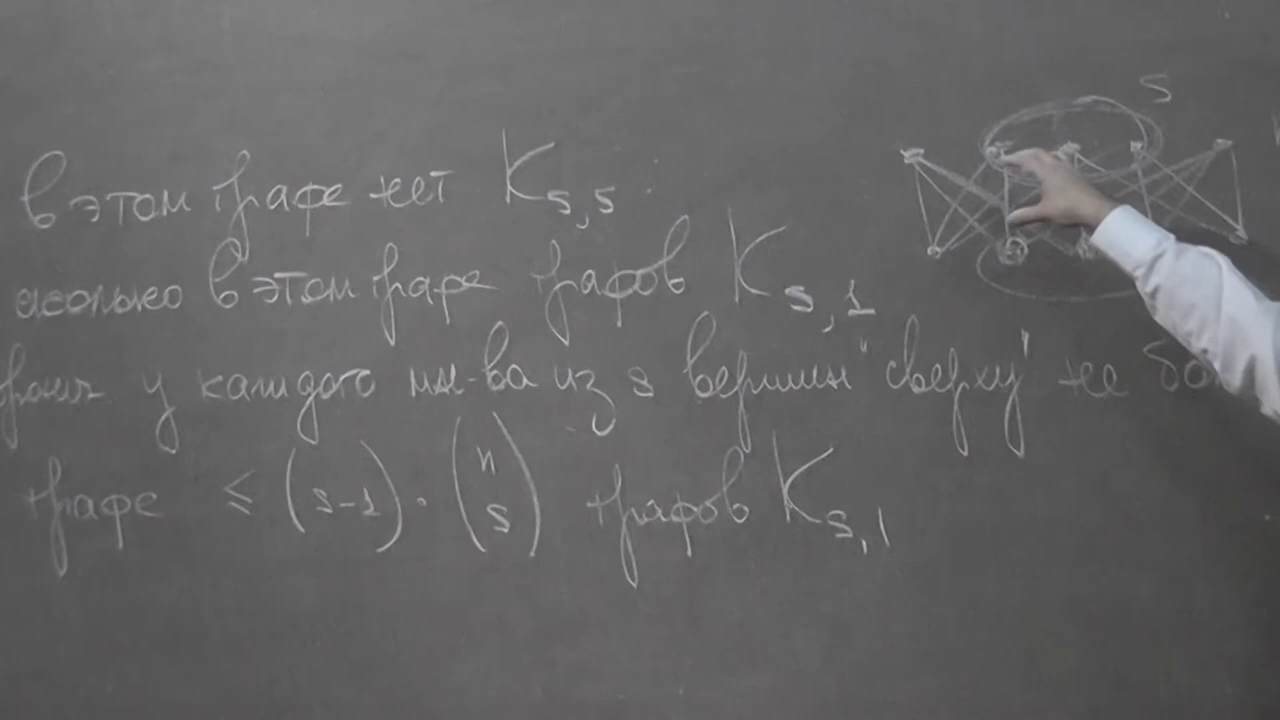 S
в этом графе нет K_{s,s}.
сколько в этом графе графов K_{s,1}
у каждого мн-ва из s вершин "сверху" не
графе ≤ (s-1)·(n s) графов K_{s,1}